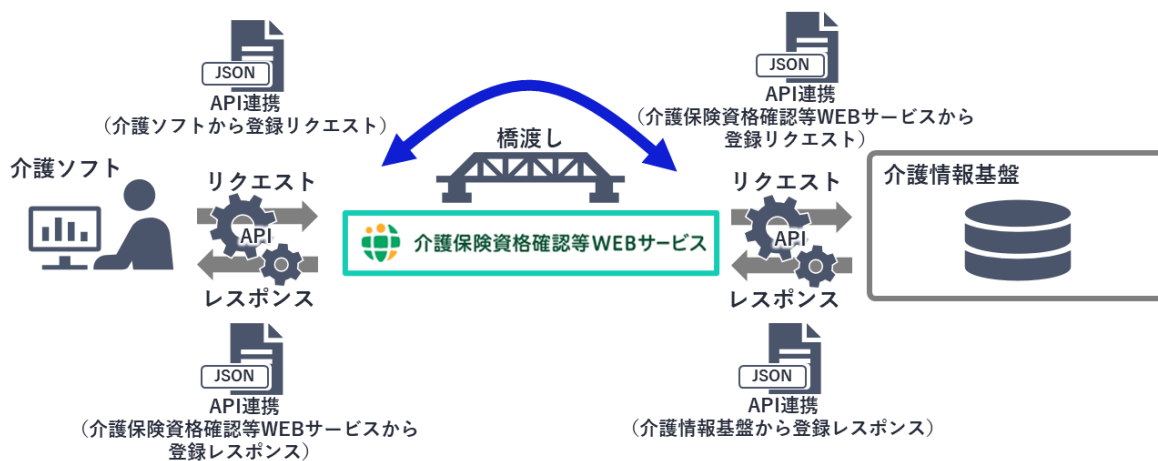 JSON
API連携
（介護ソフトから登録リクエスト）
JSON
API連携
（介護保険資格確認等WEBサービスから
登録リクエスト）
橋渡し
介護ソフト
リクエスト
API
レスポンス
介護保険資格確認等WEBサービス
リクエスト
API
レスポンス
介護情報基盤
JSON
API連携
（介護保険資格確認等WEBサービスから
登録レスポンス）
JSON
API連携
（介護情報基盤から登録レスポンス）